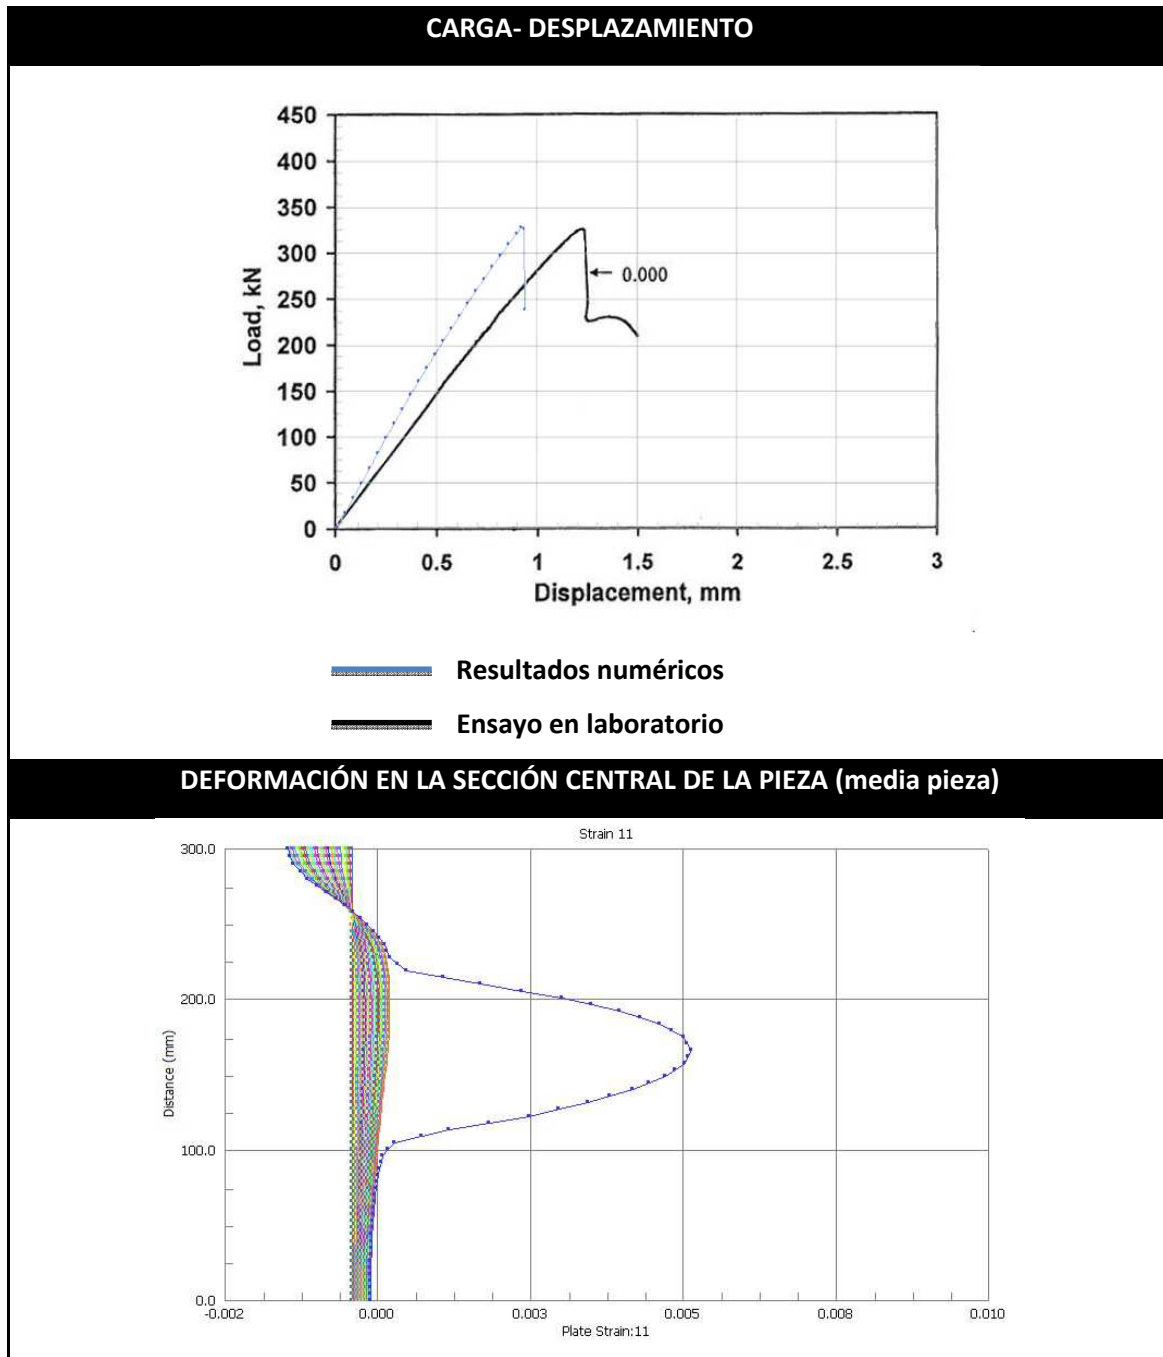 CARGA- DESPLAZAMIENTO
450
400
350
300
250
200
150
100
50
0
Load, kN
0.000
0 0.5 1 1.5 2 2.5 3
Displacement, mm
Resultados numéricos
Ensayo en laboratorio
DEFORMACIÓN EN LA SECCIÓN CENTRAL DE LA PIEZA (media pieza)
Strain 11
300.0
200.0
100.0
0.0
Distance (mm)
-0.002 0.000 0.003 0.005 0.008 0.010
Plate Strain:11